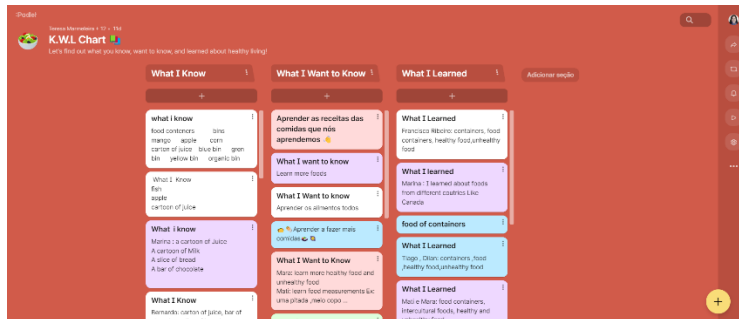 Padlet
Teresa Marmeleira • 17 • 11d
K.W.L Chart
Let's find out what you know, want to know, and learned about healthy living!
What I Know
What I Want to Know
What I Learned
Adicionar seção
what i know
food conteners bins
mango apple corn
carton of juice blue bin gren
bin yellow bin organic bin
What I Know
fish
apple
cartoon of juice
What i know
Marina : a cartoon of Juice
A cartoon of Milk
A slice of bread
A bar of chocolate
What I Know
Bernardo: carton of juice, bar of
Aprender as receitas das
comidas que nós
aprendemos
What I want to know
Learn more foods
What I Want to know
Aprender os alimentos todos
Aprender a fazer mais
comidas
What I Want to Know
Mara: learn more healthy food and
unhealthy food
Mati: learn food measurements Ex:
uma pitada ,meio copo ...
What I Learned
Francisco Ribeiro: containers, food
containers, healthy food,unhealthy
food
What I learned
Marina : I learned about foods
from different coutries Like
Canada
food of containers
What I Learned
Tiago , Dilan: containers ,food
,healthy food,unhealthy food
What I Learned
Mati e Mara: food containers,
intercultural foods, healthy and